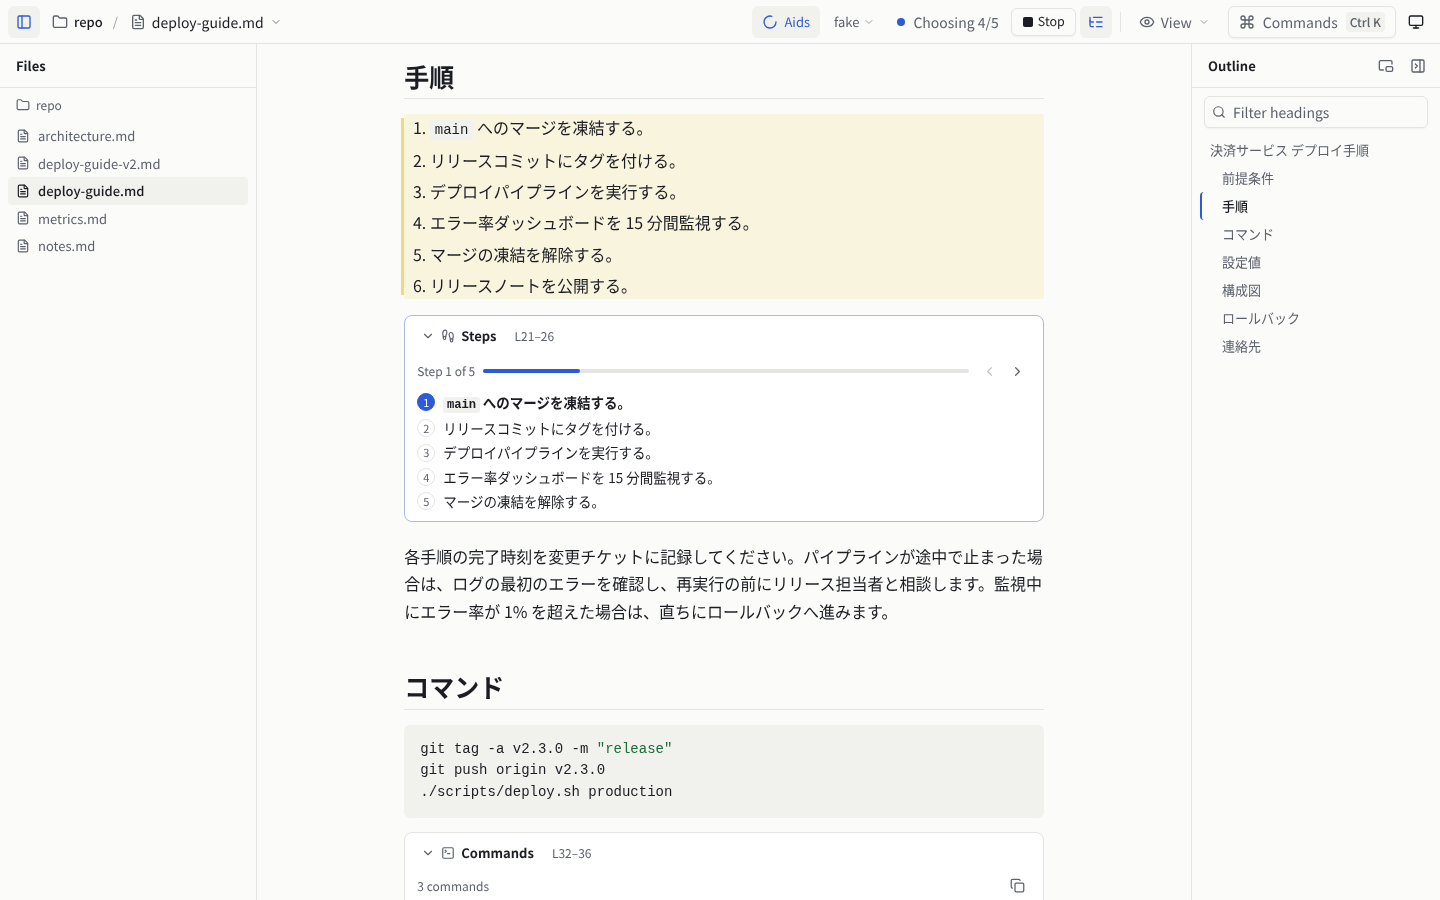 repo / deploy-guide.md
Aids
fake
Choosing 4/5
Stop
View
Commands Ctrl K
Files
repo
architecture.md
deploy-guide-v2.md
deploy-guide.md
metrics.md
notes.md
手順
1. main へのマージを凍結する。
2. リリースコミットにタグを付ける。
3. デプロイパイプラインを実行する。
4. エラー率ダッシュボードを 15 分間監視する。
5. マージの凍結を解除する。
6. リリースノートを公開する。
Steps L21–26
Step 1 of 5
1 main へのマージを凍結する。
2 リリースコミットにタグを付ける。
3 デプロイパイプラインを実行する。
4 エラー率ダッシュボードを 15 分間監視する。
5 マージの凍結を解除する。
各手順の完了時刻を変更チケットに記録してください。パイプラインが途中で止まった場
合は、ログの最初のエラーを確認し、再実行の前にリリース担当者と相談します。監視中
にエラー率が 1% を超えた場合は、直ちにロールバックへ進みます。
コマンド
git tag -a v2.3.0 -m "release"
git push origin v2.3.0
./scripts/deploy.sh production
Commands L32–36
3 commands
Outline
Filter headings
決済サービス デプロイ手順
前提条件
手順
コマンド
設定値
構成図
ロールバック
連絡先